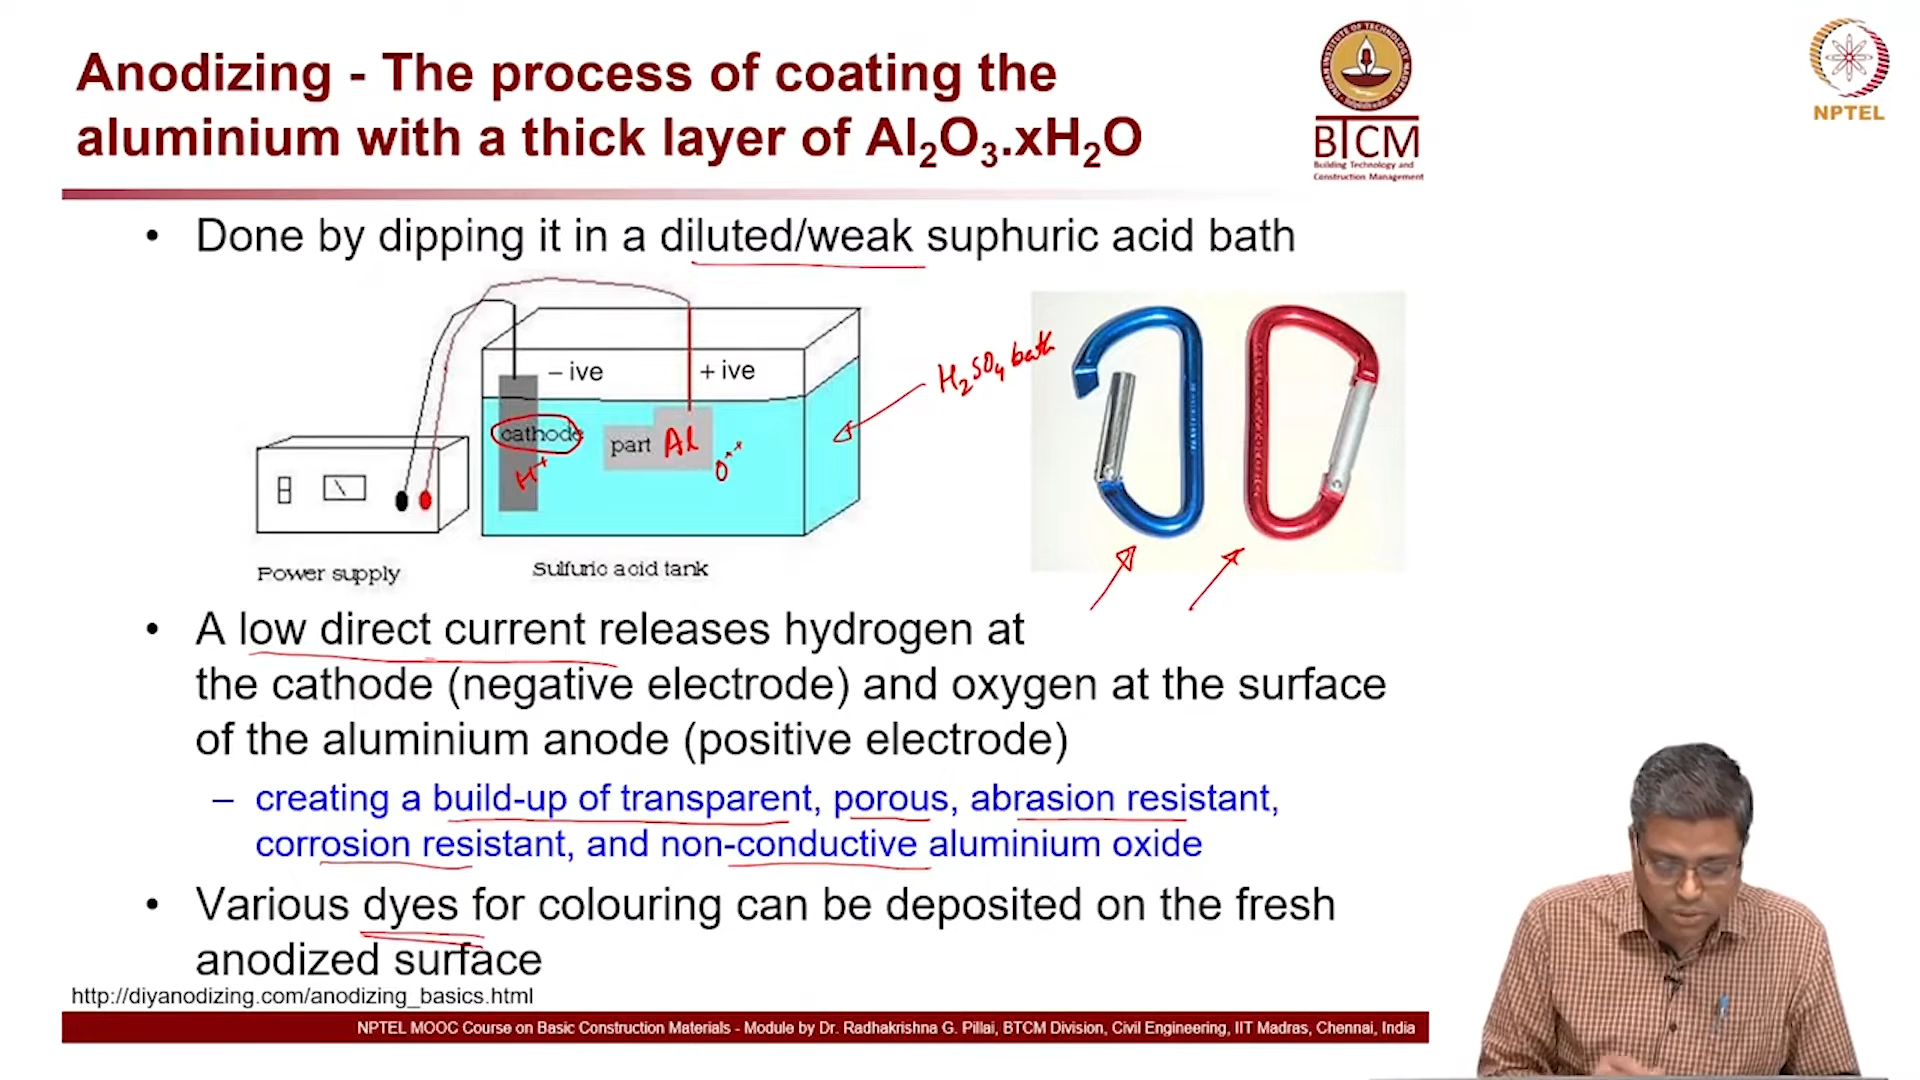 Anodizing - The process of coating the
aluminium with a thick layer of Al₂O₃.xH₂O
BTCM
Building Technology and
Construction Management
NPTEL
• Done by dipping it in a diluted/weak suphuric acid bath
– ive
+ ive
H₂SO₄ bath
cathode
part Al
H⁺
Power supply
Sulfuric acid tank
• A low direct current releases hydrogen at
the cathode (negative electrode) and oxygen at the surface
of the aluminium anode (positive electrode)
– creating a build-up of transparent, porous, abrasion resistant,
corrosion resistant, and non-conductive aluminium oxide
• Various dyes for colouring can be deposited on the fresh
anodized surface
http://diyanodizing.com/anodizing_basics.html
NPTEL MOOC Course on Basic Construction Materials - Module by Dr. Radhakrishna G. Pillai, BTCM Division, Civil Engineering, IIT Madras, Chennai, India